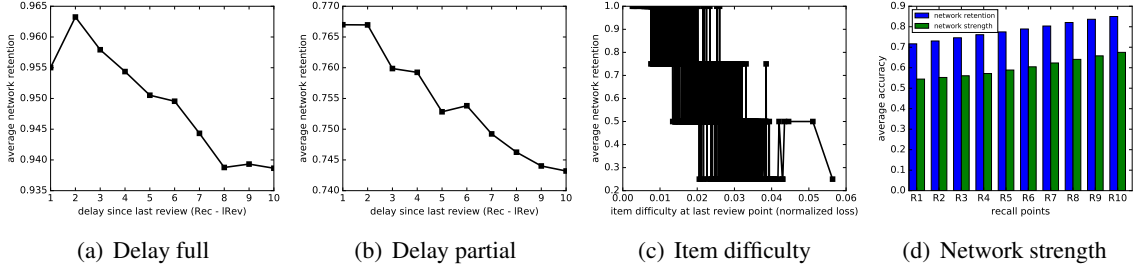 0.965
0.960
0.955
0.950
0.945
0.940
0.935
average network retention
1 2 3 4 5 6 7 8 9 10
delay since last review (Rec - lRev)
(a) Delay full
0.770
0.765
0.760
0.755
0.750
0.745
0.740
average network retention
1 2 3 4 5 6 7 8 9 10
delay since last review (Rec - lRev)
(b) Delay partial
1.0
0.9
0.8
0.7
0.6
0.5
0.4
0.3
0.2
average network retention
0.00 0.01 0.02 0.03 0.04 0.05 0.06
item difficulty at last review point (normalized loss)
(c) Item difficulty
0.9
0.8
0.7
0.6
0.5
0.4
0.3
0.2
0.1
0.0
average accuracy
network retention
network strength
R1 R2 R3 R4 R5 R6 R7 R8 R9 R10
recall points
(d) Network strength